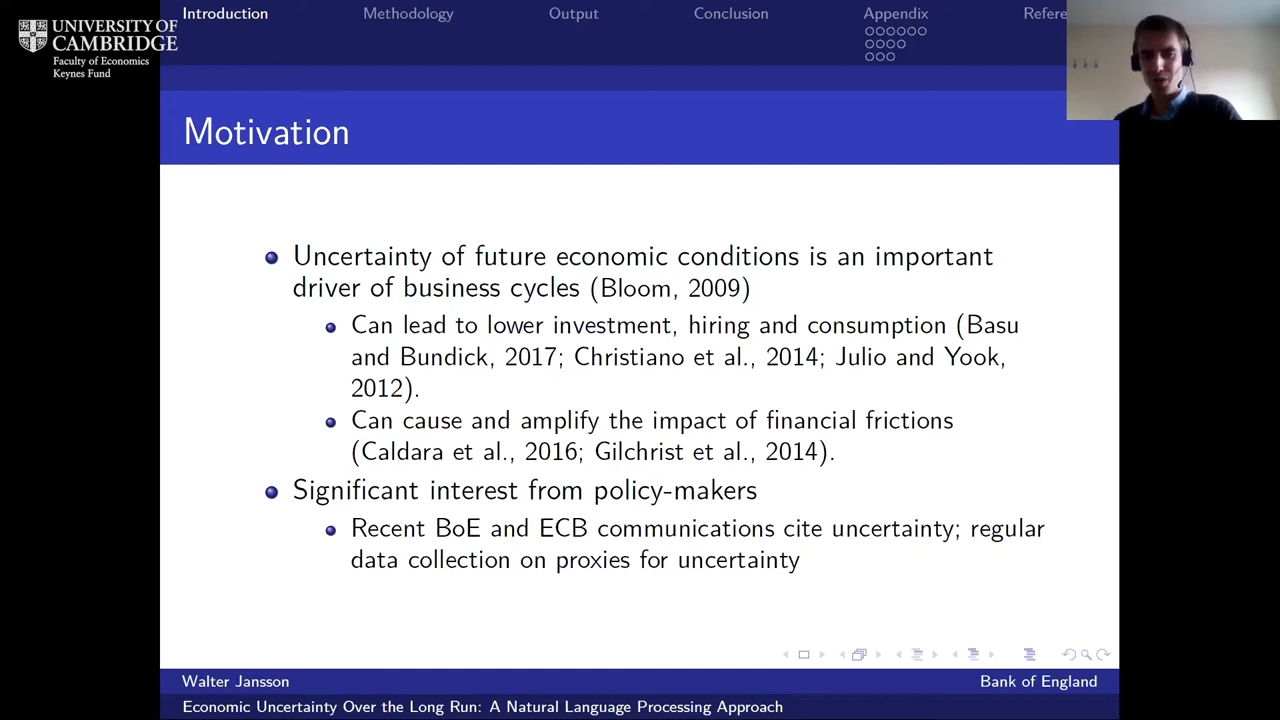 UNIVERSITY OF
CAMBRIDGE
Faculty of Economics
Keynes Fund
Introduction Methodology Output Conclusion Appendix Refere
Motivation
Uncertainty of future economic conditions is an important
driver of business cycles (Bloom, 2009)
Can lead to lower investment, hiring and consumption (Basu
and Bundick, 2017; Christiano et al., 2014; Julio and Yook,
2012).
Can cause and amplify the impact of financial frictions
(Caldara et al., 2016; Gilchrist et al., 2014).
Significant interest from policy-makers
Recent BoE and ECB communications cite uncertainty; regular
data collection on proxies for uncertainty
Walter Jansson Bank of England
Economic Uncertainty Over the Long Run: A Natural Language Processing Approach